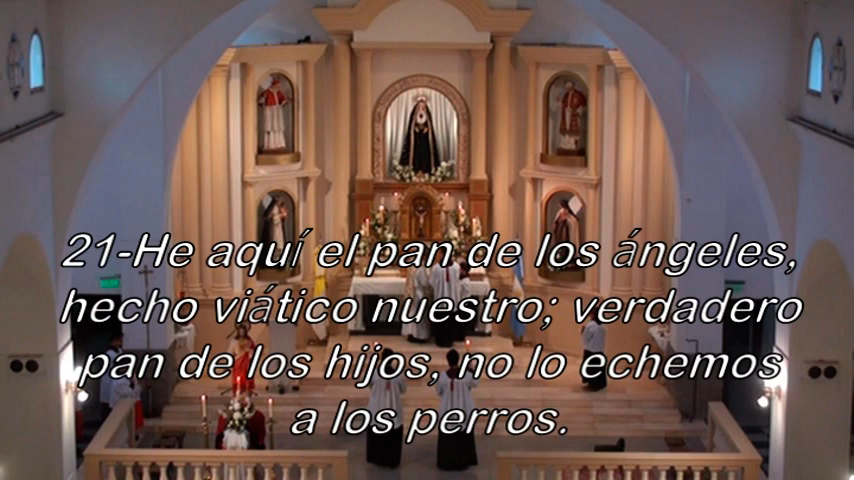 21-He aquí el pan de los ángeles,
hecho viático nuestro; verdadero
pan de los hijos, no lo echemos
a los perros.